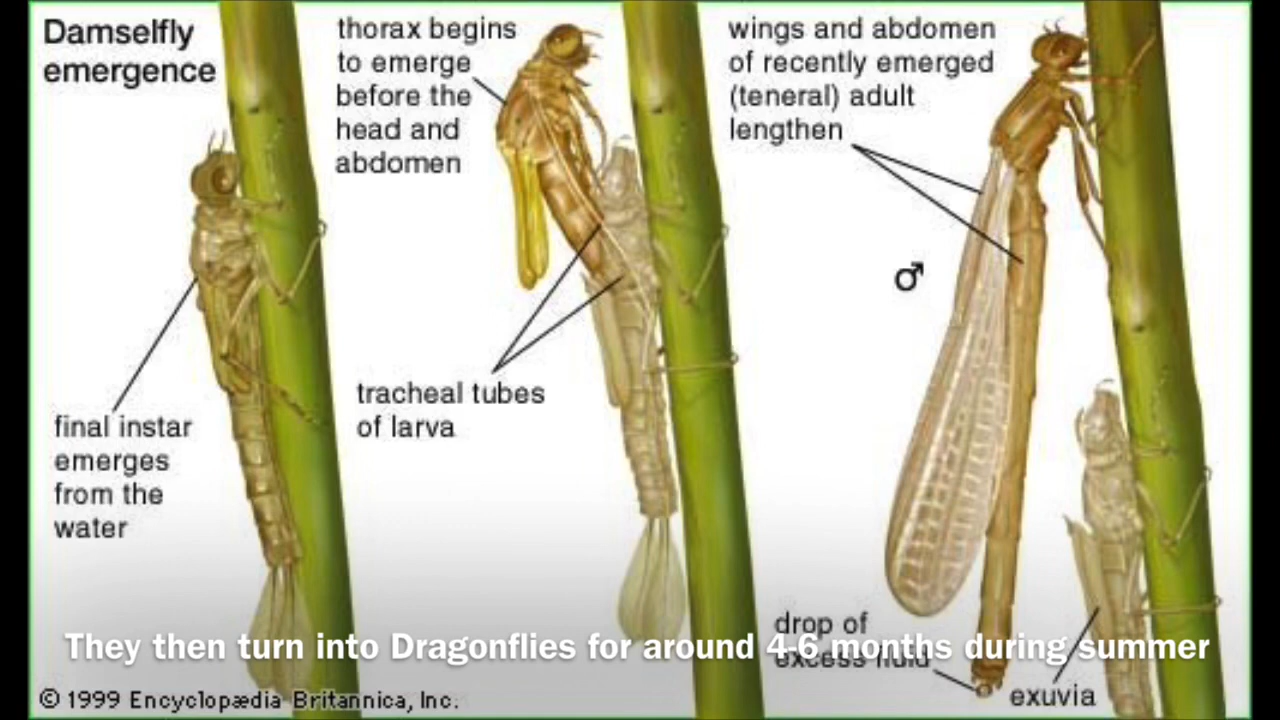 Damselfly
emergence
final instar
emerges
from the
water
thorax begins
to emerge
before the
head and
abdomen
tracheal tubes
of larva
wings and abdomen
of recently emerged
(teneral) adult
lengthen
♂
drop of
excess fluid
exuvia
They then turn into Dragonflies for around 4-6 months during summer
© 1999 Encyclopædia Britannica, Inc.